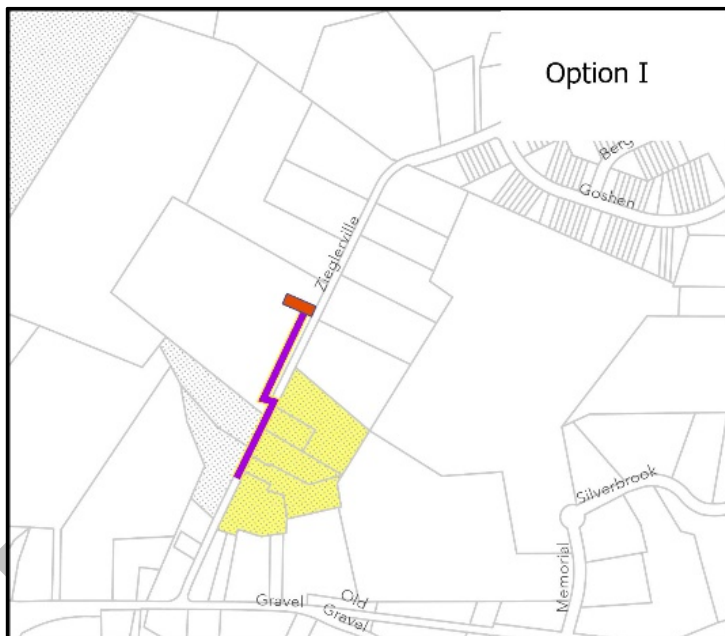 Option I
Berg
Goshen
Zieglerville
Silverbrook
Memorial
Old
Gravel
Gravel